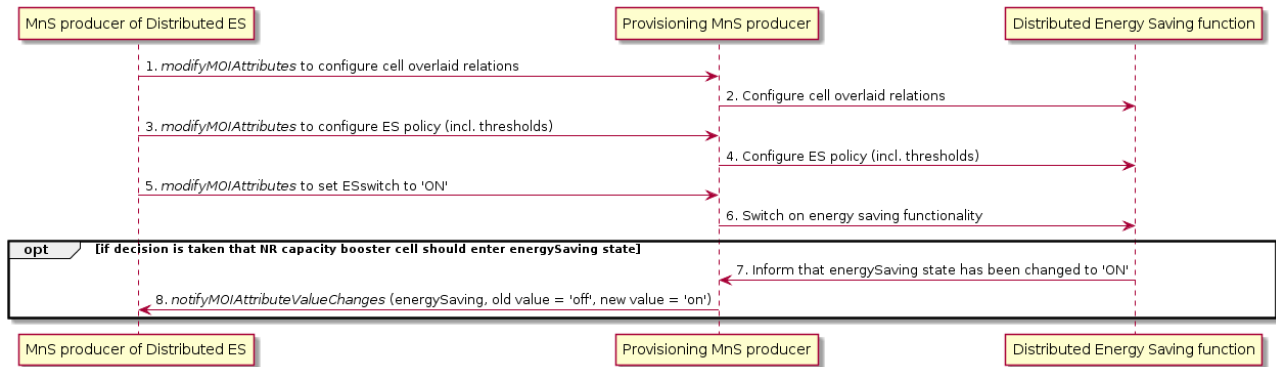 MnS producer of Distributed ES
Provisioning MnS producer
Distributed Energy Saving function
1. modifyMOIAttributes to configure cell overlaid relations
2. Configure cell overlaid relations
3. modifyMOIAttributes to configure ES policy (incl. thresholds)
4. Configure ES policy (incl. thresholds)
5. modifyMOIAttributes to set ESswitch to 'ON'
6. Switch on energy saving functionality
opt
[if decision is taken that NR capacity booster cell should enter energySaving state]
7. Inform that energySaving state has been changed to 'ON'
8. notifyMOIAttributeValueChanges (energySaving, old value = 'off', new value = 'on')
MnS producer of Distributed ES
Provisioning MnS producer
Distributed Energy Saving function